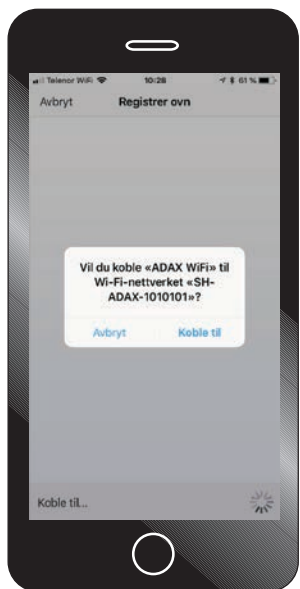 Telenor WiFi 10:28 61 %
Avbryt Registrer ovn
Vil du koble «ADAX WiFi» til
Wi-Fi-nettverket «SH-
ADAX-1010101»?
Avbryt Koble til
Koble til...